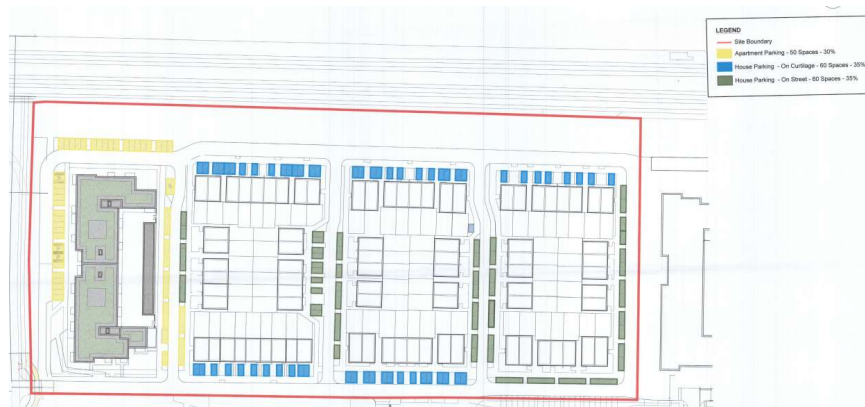 LEGEND
Site Boundary
Apartment Parking - 50 Spaces - 30%
House Parking - On Curtilage - 60 Spaces - 35%
House Parking - On Street - 60 Spaces - 35%